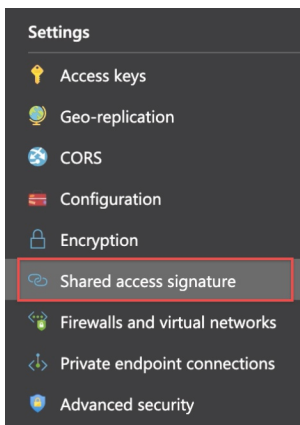 Settings
Access keys
Geo-replication
CORS
Configuration
Encryption
Shared access signature
Firewalls and virtual networks
Private endpoint connections
Advanced security